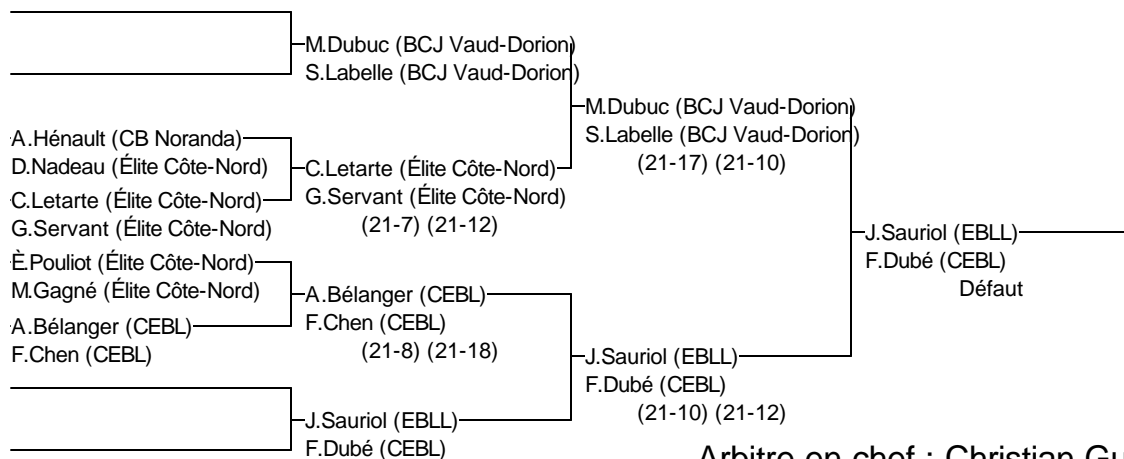 M.Dubuc (BCJ Vaud-Dorion)
S.Labelle (BCJ Vaud-Dorion)
M.Dubuc (BCJ Vaud-Dorion)
S.Labelle (BCJ Vaud-Dorion)
(21-17) (21-10)
A.Hénault (CB Noranda)
D.Nadeau (Élite Côte-Nord)
C.Letarte (Élite Côte-Nord)
G.Servant (Élite Côte-Nord)
(21-7) (21-12)
C.Letarte (Élite Côte-Nord)
G.Servant (Élite Côte-Nord)
J.Sauriol (EBLL)
F.Dubé (CEBL)
Défaut
È.Pouliot (Élite Côte-Nord)
M.Gagné (Élite Côte-Nord)
A.Bélanger (CEBL)
F.Chen (CEBL)
(21-8) (21-18)
A.Bélanger (CEBL)
F.Chen (CEBL)
J.Sauriol (EBLL)
F.Dubé (CEBL)
(21-10) (21-12)
J.Sauriol (EBLL)
F.Dubé (CEBL)
Arbitre en chef : Christian